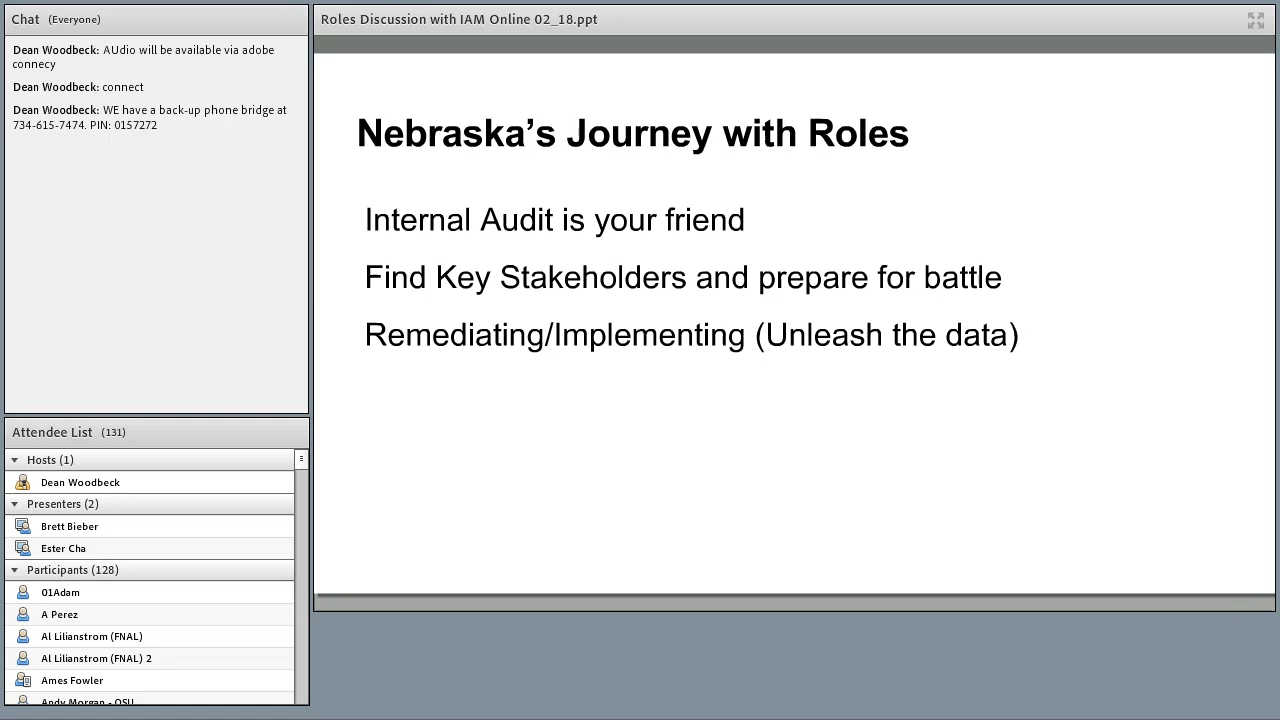 Chat (Everyone)
Dean Woodbeck: AUdio will be available via adobe
connecy
Dean Woodbeck: connect
Dean Woodbeck: WE have a back-up phone bridge at
734-615-7474. PIN: 0157272
Attendee List (131)
Hosts (1)
Dean Woodbeck
Presenters (2)
Brett Bieber
Ester Cha
Participants (128)
01Adam
A Perez
Al Lilianstrom (FNAL)
Al Lilianstrom (FNAL) 2
Ames Fowler
Andy Morgan - OSU
Roles Discussion with IAM Online 02_18.ppt
Nebraska’s Journey with Roles
Internal Audit is your friend
Find Key Stakeholders and prepare for battle
Remediating/Implementing (Unleash the data)